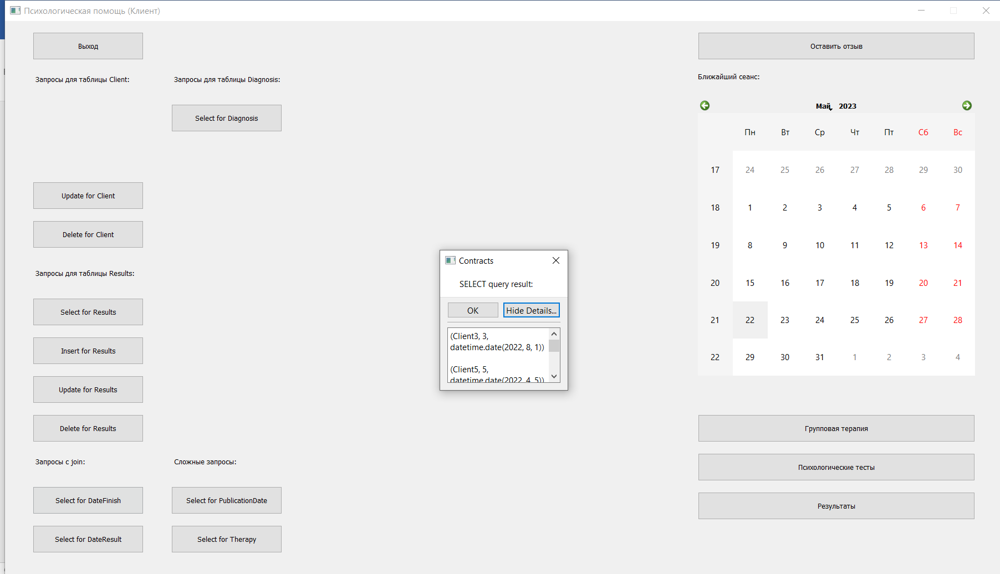 Психологическая помощь (Клиент)
Выход
Запросы для таблицы Client:
Запросы для таблицы Diagnosis:
Select for Diagnosis
Update for Client
Delete for Client
Запросы для таблицы Results:
Select for Results
Insert for Results
Update for Results
Delete for Results
Запросы с join:
Сложные запросы:
Select for DateFinish
Select for PublicationDate
Select for DateResult
Select for Therapy
Contracts
SELECT query result:
OK
Hide Details...
(Client3, 3,
datetime.date(2022, 8, 1))
(Client5, 5,
datetime.date(2022, 4, 5))
Оставить отзыв
Ближайший сеанс:
Май 2023
Пн Вт Ср Чт Пт Сб Вс
17 24 25 26 27 28 29 30
18 1 2 3 4 5 6 7
19 8 9 10 11 12 13 14
20 15 16 17 18 19 20 21
21 22 23 24 25 26 27 28
22 29 30 31 1 2 3 4
Групповая терапия
Психологические тесты
Результаты